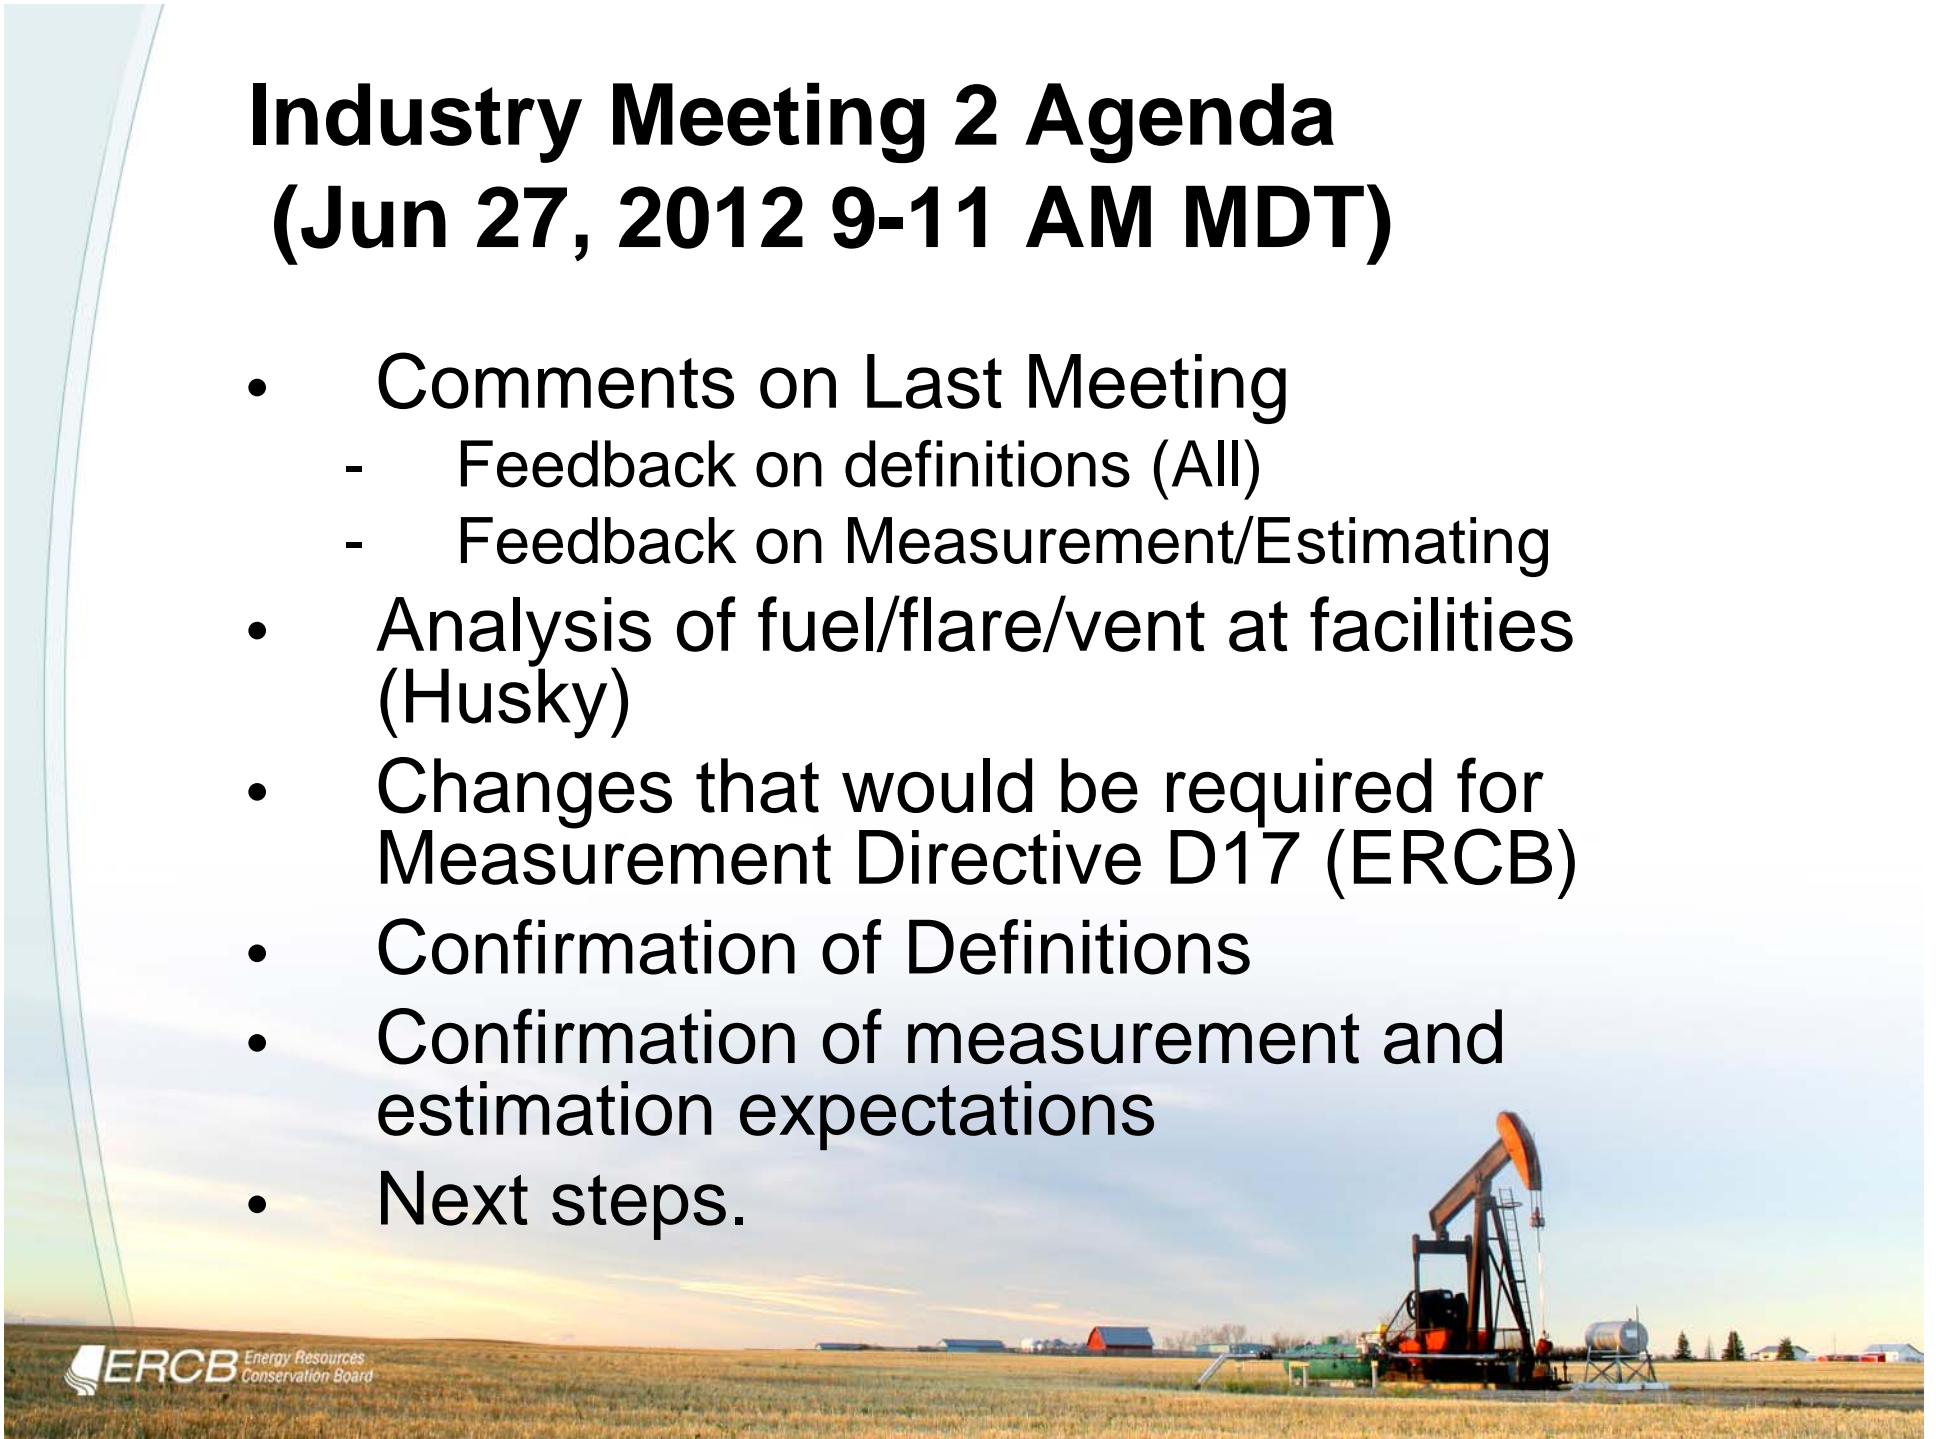 Industry Meeting 2 Agenda
(Jun 27, 2012 9-11 AM MDT)
• Comments on Last Meeting
- Feedback on definitions (All)
- Feedback on Measurement/Estimating
• Analysis of fuel/flare/vent at facilities
(Husky)
• Changes that would be required for
Measurement Directive D17 (ERCB)
• Confirmation of Definitions
• Confirmation of measurement and
estimation expectations
• Next steps.
ERCB Energy Resources
Conservation Board